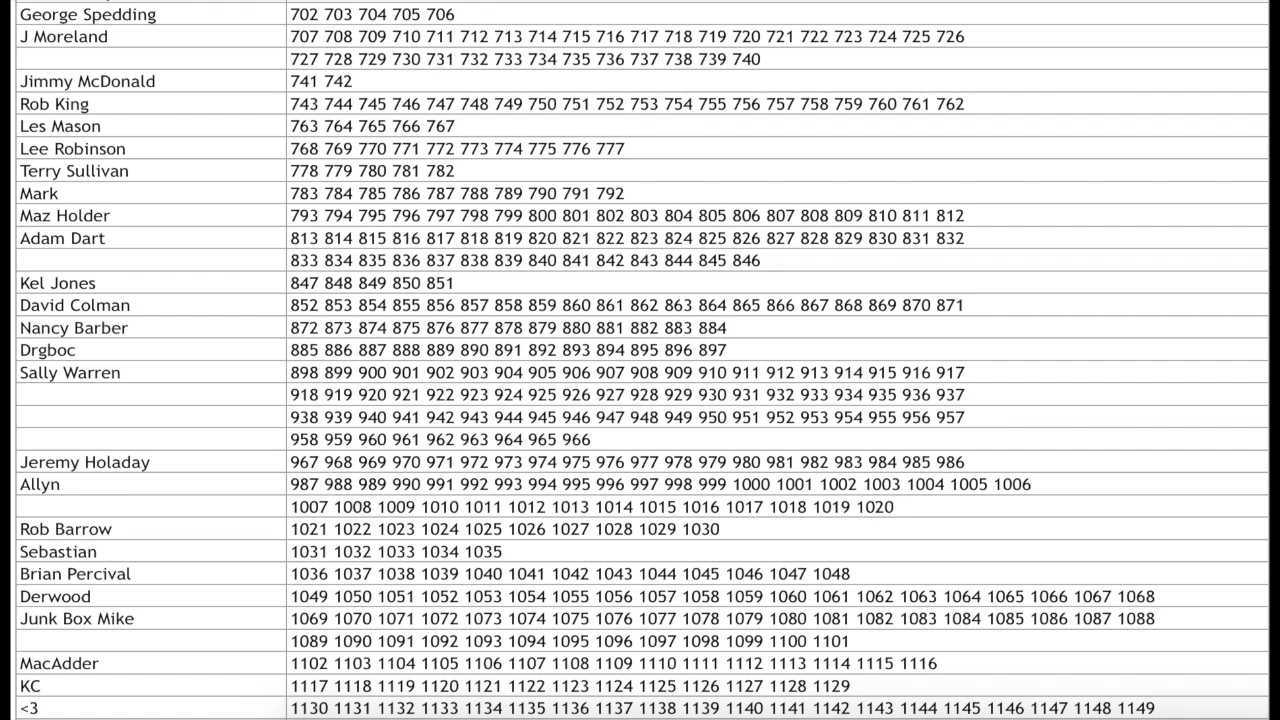 George Spedding 702 703 704 705 706
J Moreland 707 708 709 710 711 712 713 714 715 716 717 718 719 720 721 722 723 724 725 726
727 728 729 730 731 732 733 734 735 736 737 738 739 740
Jimmy McDonald 741 742
Rob King 743 744 745 746 747 748 749 750 751 752 753 754 755 756 757 758 759 760 761 762
Les Mason 763 764 765 766 767
Lee Robinson 768 769 770 771 772 773 774 775 776 777
Terry Sullivan 778 779 780 781 782
Mark 783 784 785 786 787 788 789 790 791 792
Maz Holder 793 794 795 796 797 798 799 800 801 802 803 804 805 806 807 808 809 810 811 812
Adam Dart 813 814 815 816 817 818 819 820 821 822 823 824 825 826 827 828 829 830 831 832
833 834 835 836 837 838 839 840 841 842 843 844 845 846
Kel Jones 847 848 849 850 851
David Colman 852 853 854 855 856 857 858 859 860 861 862 863 864 865 866 867 868 869 870 871
Nancy Barber 872 873 874 875 876 877 878 879 880 881 882 883 884
Drgboc 885 886 887 888 889 890 891 892 893 894 895 896 897
Sally Warren 898 899 900 901 902 903 904 905 906 907 908 909 910 911 912 913 914 915 916 917
918 919 920 921 922 923 924 925 926 927 928 929 930 931 932 933 934 935 936 937
938 939 940 941 942 943 944 945 946 947 948 949 950 951 952 953 954 955 956 957
958 959 960 961 962 963 964 965 966
Jeremy Holaday 967 968 969 970 971 972 973 974 975 976 977 978 979 980 981 982 983 984 985 986
Allyn 987 988 989 990 991 992 993 994 995 996 997 998 999 1000 1001 1002 1003 1004 1005 1006
1007 1008 1009 1010 1011 1012 1013 1014 1015 1016 1017 1018 1019 1020
Rob Barrow 1021 1022 1023 1024 1025 1026 1027 1028 1029 1030
Sebastian 1031 1032 1033 1034 1035
Brian Percival 1036 1037 1038 1039 1040 1041 1042 1043 1044 1045 1046 1047 1048
Derwood 1049 1050 1051 1052 1053 1054 1055 1056 1057 1058 1059 1060 1061 1062 1063 1064 1065 1066 1067 1068
Junk Box Mike 1069 1070 1071 1072 1073 1074 1075 1076 1077 1078 1079 1080 1081 1082 1083 1084 1085 1086 1087 1088
1089 1090 1091 1092 1093 1094 1095 1096 1097 1098 1099 1100 1101
MacAdder 1102 1103 1104 1105 1106 1107 1108 1109 1110 1111 1112 1113 1114 1115 1116
KC 1117 1118 1119 1120 1121 1122 1123 1124 1125 1126 1127 1128 1129
<3 1130 1131 1132 1133 1134 1135 1136 1137 1138 1139 1140 1141 1142 1143 1144 1145 1146 1147 1148 1149